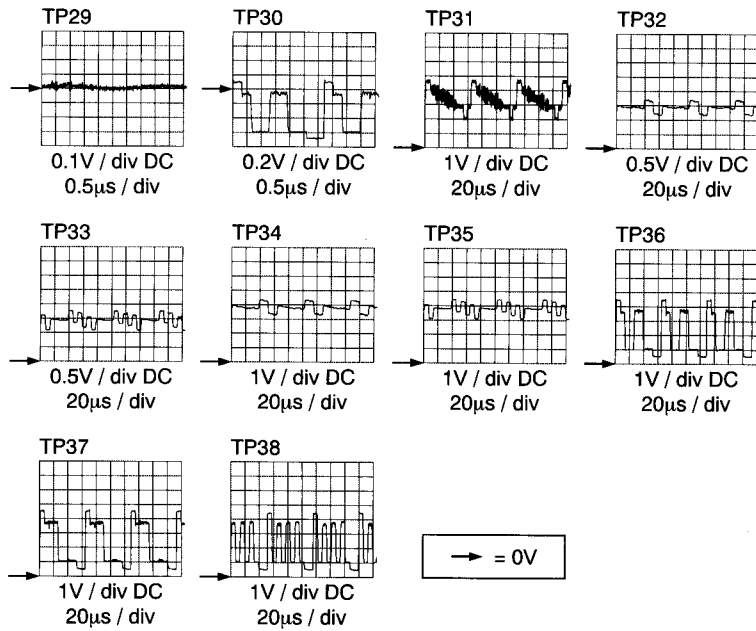 TP29
0.1V / div DC
0.5μs / div
TP30
0.2V / div DC
0.5μs / div
TP31
1V / div DC
20μs / div
TP32
0.5V / div DC
20μs / div
TP33
0.5V / div DC
20μs / div
TP34
1V / div DC
20μs / div
TP35
1V / div DC
20μs / div
TP36
1V / div DC
20μs / div
TP37
1V / div DC
20μs / div
TP38
1V / div DC
20μs / div
= 0V